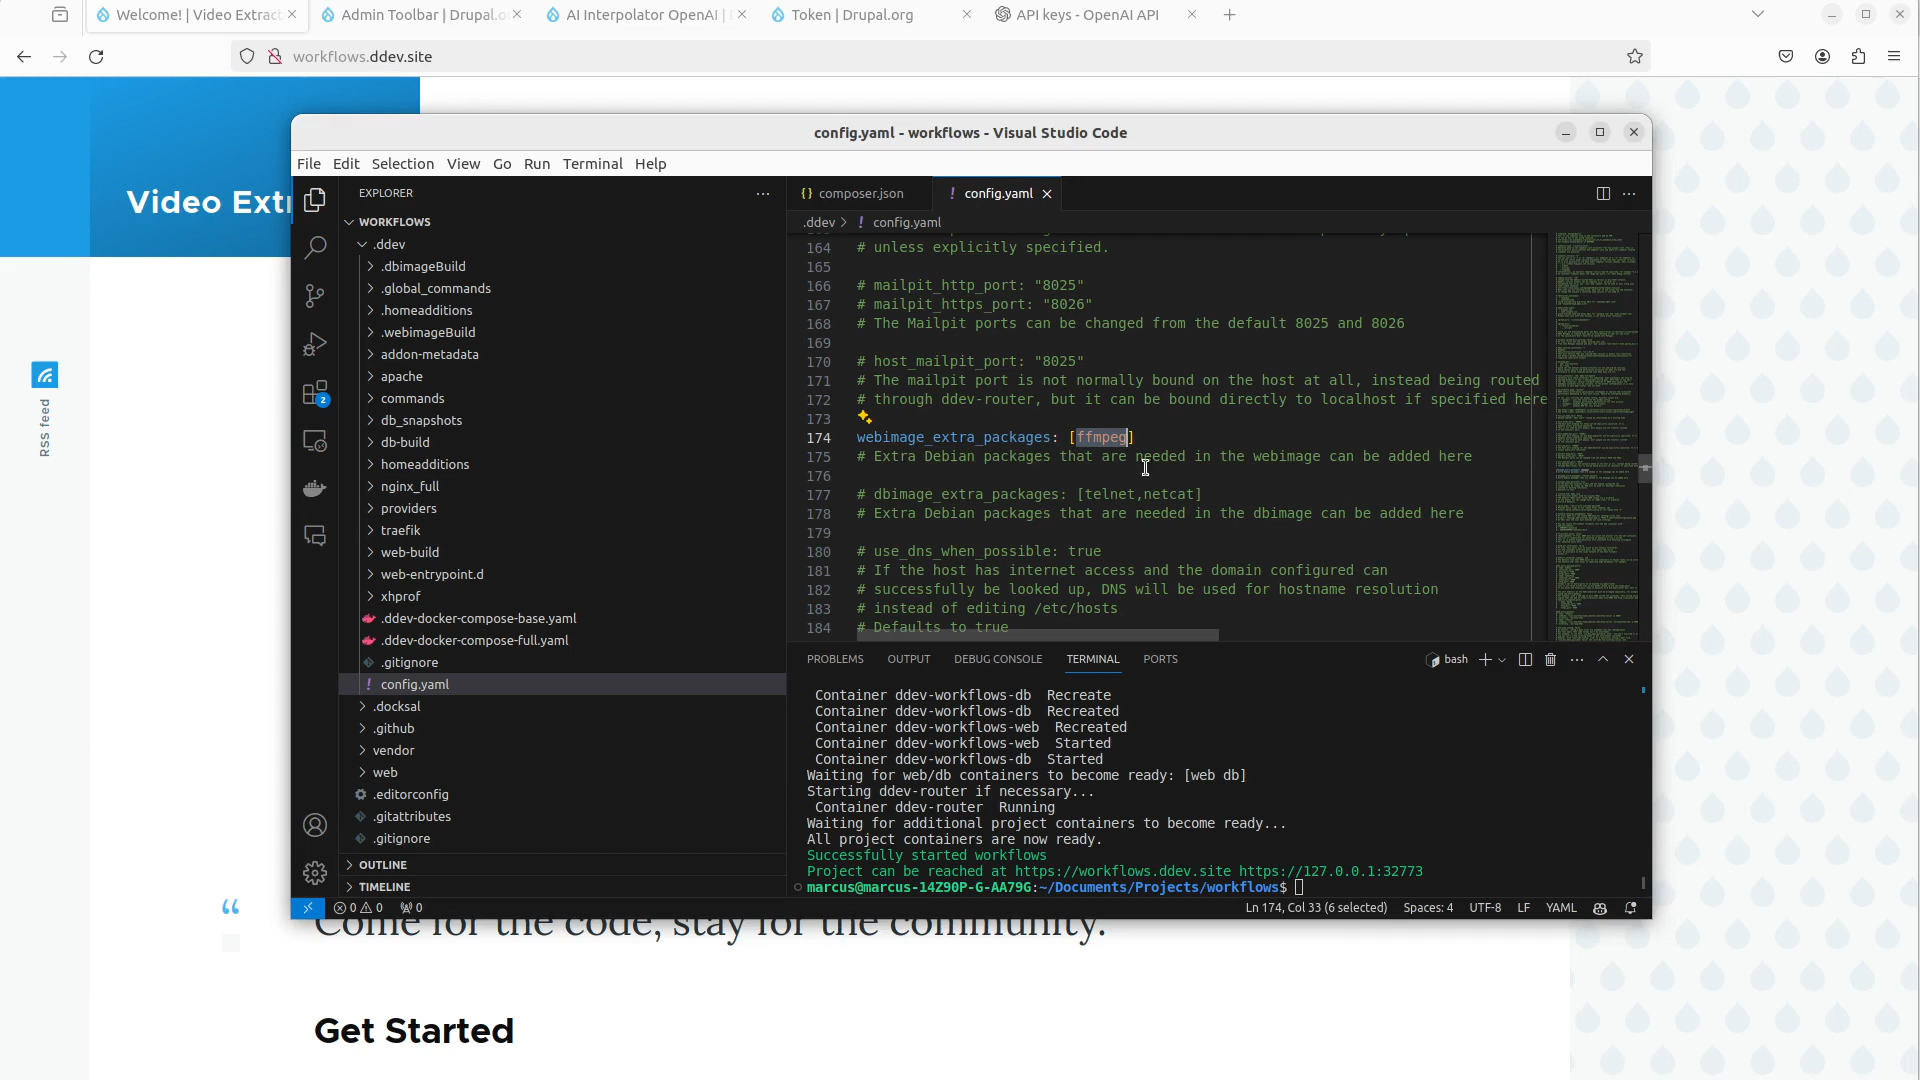 Welcome! | Video Extrac
Admin Toolbar | Drupal.o
AI Interpolator OpenAI |
Token | Drupal.org
API keys - OpenAI API
workflows.ddev.site
Video Extr
RSS feed
config.yaml - workflows - Visual Studio Code
File Edit Selection View Go Run Terminal Help
EXPLORER
WORKFLOWS
.ddev
.dbimageBuild
.global_commands
.homeadditions
.webimageBuild
addon-metadata
apache
commands
db_snapshots
db-build
homeadditions
nginx_full
providers
traefik
web-build
web-entrypoint.d
xhprof
.ddev-docker-compose-base.yaml
.ddev-docker-compose-full.yaml
.gitignore
config.yaml
.docksal
.github
vendor
web
.editorconfig
.gitattributes
.gitignore
OUTLINE
TIMELINE
2
composer.json
config.yaml
.ddev > ! config.yaml
164 # unless explicitly specified.
165
166 # mailpit_http_port: "8025"
167 # mailpit_https_port: "8026"
168 # The Mailpit ports can be changed from the default 8025 and 8026
169
170 # host_mailpit_port: "8025"
171 # The mailpit port is not normally bound on the host at all, instead being routed
172 # through ddev-router, but it can be bound directly to localhost if specified here
173
174 webimage_extra_packages: [ffmpeg]
175 # Extra Debian packages that are needed in the webimage can be added here
176
177 # dbimage_extra_packages: [telnet,netcat]
178 # Extra Debian packages that are needed in the dbimage can be added here
179
180 # use_dns_when_possible: true
181 # If the host has internet access and the domain configured can
182 # successfully be looked up, DNS will be used for hostname resolution
183 # instead of editing /etc/hosts
184 # Defaults to true
PROBLEMS OUTPUT DEBUG CONSOLE TERMINAL PORTS
bash
Container ddev-workflows-db Recreate
Container ddev-workflows-db Recreated
Container ddev-workflows-web Recreated
Container ddev-workflows-web Started
Container ddev-workflows-db Started
Waiting for web/db containers to become ready: [web db]
Starting ddev-router if necessary...
Container ddev-router Running
Waiting for additional project containers to become ready...
All project containers are now ready.
Successfully started workflows
Project can be reached at https://workflows.ddev.site https://127.0.0.1:32773
marcus@marcus-14Z90P-G-AA79G:~/Documents/Projects/workflows$
0 0 0
Ln 174, Col 33 (6 selected) Spaces: 4 UTF-8 LF YAML
“
Come for the code, stay for the community.
Get Started